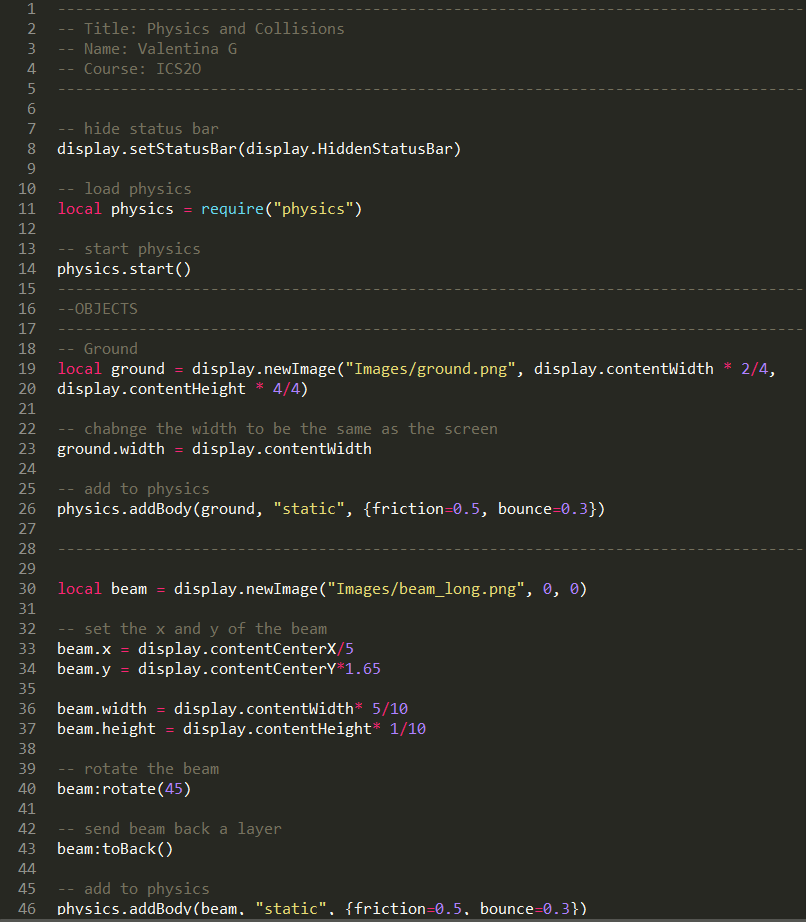 1 -----------------------------------------------------------------------------------
2 -- Title: Physics and Collisions
3 -- Name: Valentina G
4 -- Course: ICS2O
5 -----------------------------------------------------------------------------------
6
7 -- hide status bar
8 display.setStatusBar(display.HiddenStatusBar)
9
10 -- load physics
11 local physics = require("physics")
12
13 -- start physics
14 physics.start()
15 -----------------------------------------------------------------------------------
16 --OBJECTS
17 -----------------------------------------------------------------------------------
18 -- Ground
19 local ground = display.newImage("Images/ground.png", display.contentWidth * 2/4,
20 display.contentHeight * 4/4)
21
22 -- chabnge the width to be the same as the screen
23 ground.width = display.contentWidth
24
25 -- add to physics
26 physics.addBody(ground, "static", {friction=0.5, bounce=0.3})
27
28 -----------------------------------------------------------------------------------
29
30 local beam = display.newImage("Images/beam_long.png", 0, 0)
31
32 -- set the x and y of the beam
33 beam.x = display.contentCenterX/5
34 beam.y = display.contentCenterY*1.65
35
36 beam.width = display.contentWidth* 5/10
37 beam.height = display.contentHeight* 1/10
38
39 -- rotate the beam
40 beam:rotate(45)
41
42 -- send beam back a layer
43 beam:toBack()
44
45 -- add to physics
46 physics.addBody(beam, "static", {friction=0.5, bounce=0.3})